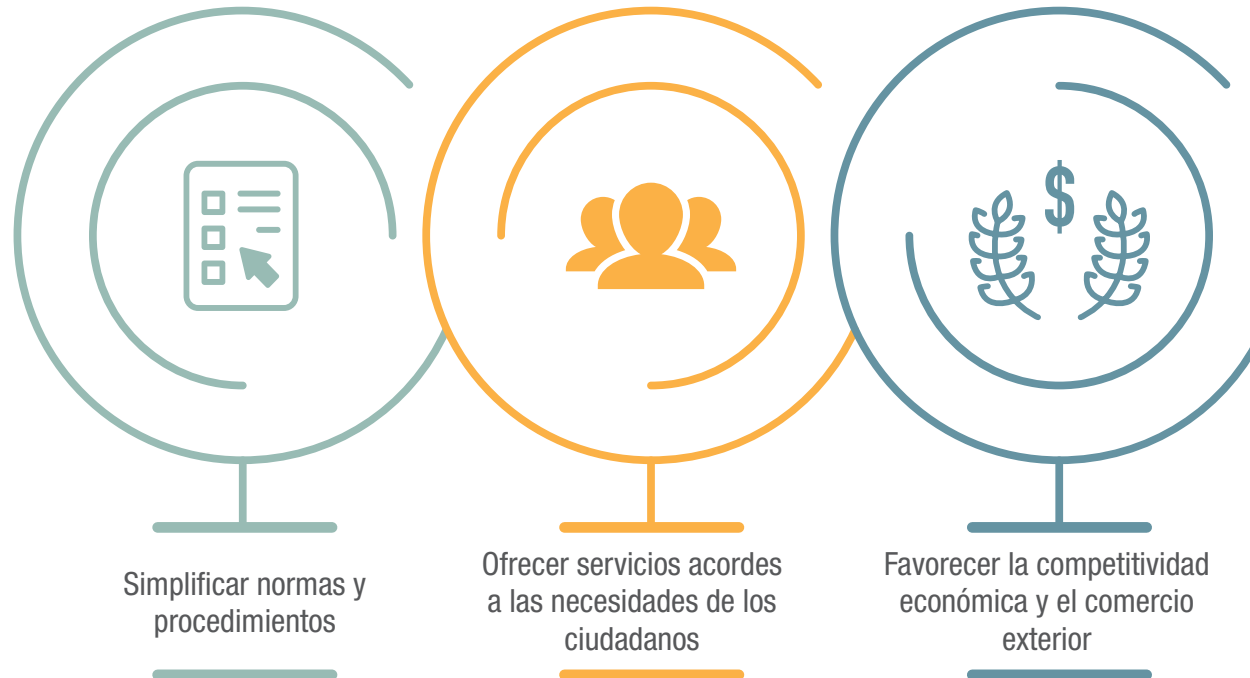 $
Simplificar normas y
procedimientos
Ofrecer servicios acordes
a las necesidades de los
ciudadanos
Favorecer la competitividad
económica y el comercio
exterior